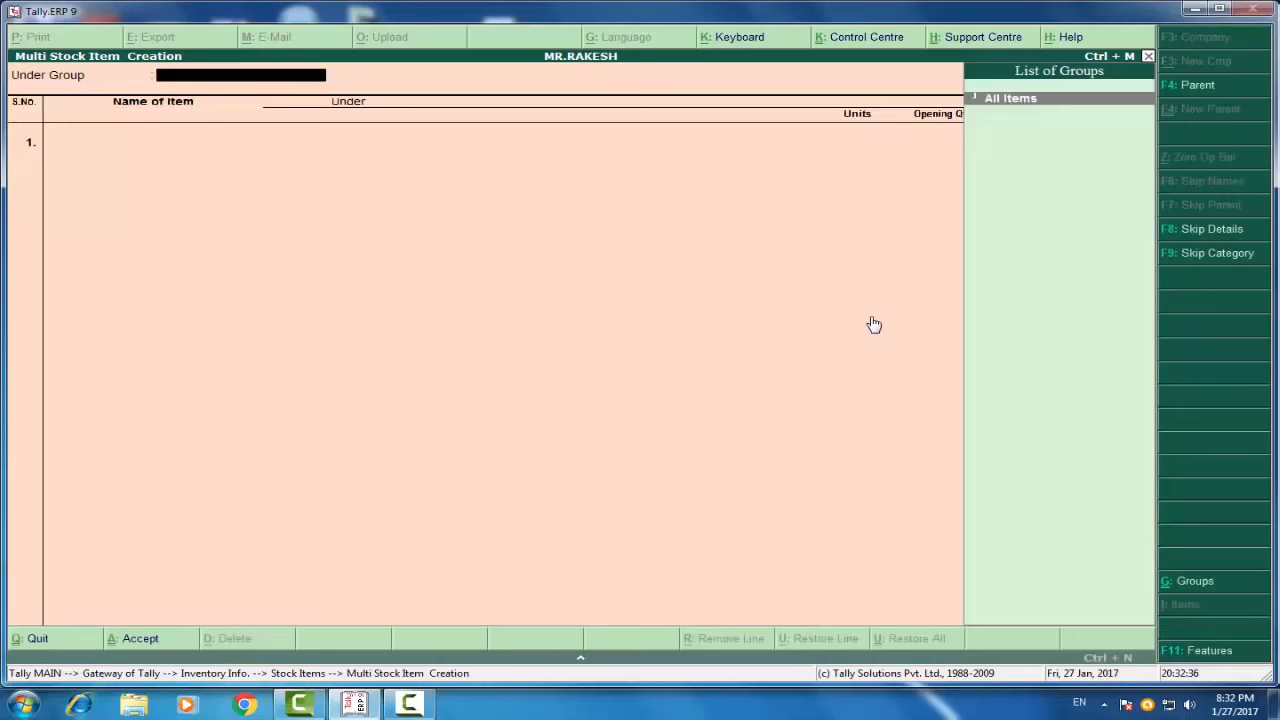 Tally.ERP 9
P: Print E: Export M: E-Mail O: Upload G: Language K: Keyboard K: Control Centre H: Support Centre H: Help
Multi Stock Item Creation MR.RAKESH Ctrl + M
Under Group :
List of Groups
S.No. Name of Item Under
Units Opening Q
All Items
1.
F3: Company
F3: New Cmp
F4: Parent
F4: New Parent
Z: Zero Op Bal
F6: Skip Names
F7: Skip Parent
F8: Skip Details
F9: Skip Category
G: Groups
I: Items
F11: Features
Q: Quit A: Accept D: Delete R: Remove Line U: Restore Line U: Restore All
Ctrl + N
Tally MAIN --> Gateway of Tally --> Inventory Info. --> Stock Items --> Multi Stock Item Creation (c) Tally Solutions Pvt. Ltd., 1988-2009 Fri, 27 Jan, 2017 20:32:36
EN 8:32 PM
1/27/2017